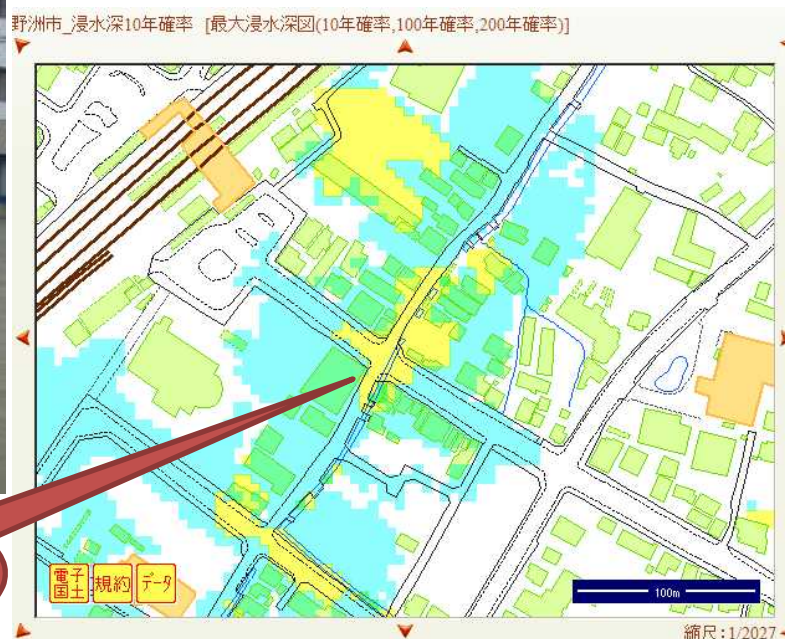 野洲市_浸水深10年確率 [最大浸水深図(10年確率,100年確率,200年確率)]
電子
国土
規約
データ
100m
縮尺:1/2027